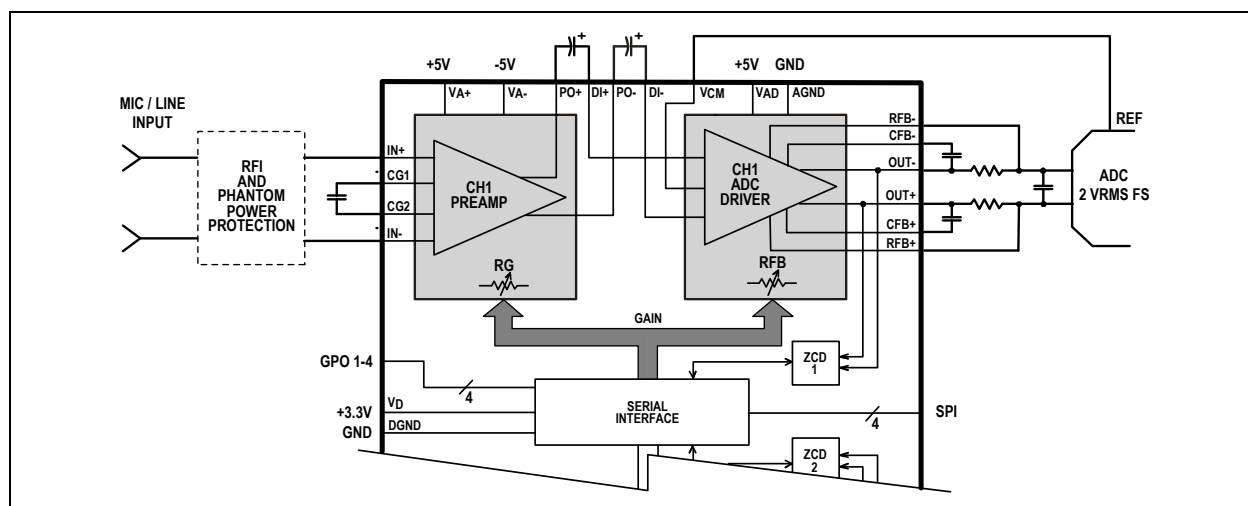 +5V
-5V
+5V
GND
VA+
VA-
PO+
DI+
PO-
DI-
VCM
VAD
AGND
MIC / LINE
INPUT
RFI
AND
PHANTOM
POWER
PROTECTION
IN+
CG1
CG2
IN-
CH1
PREAMP
RG
CH1
ADC
DRIVER
RFB
RFB-
CFB-
OUT-
OUT+
CFB+
RFB+
REF
ADC
2 VRMS FS
GAIN
GPO 1-4
4
+3.3V
VD
GND
DGND
SERIAL
INTERFACE
ZCD
1
4
SPI
ZCD
2